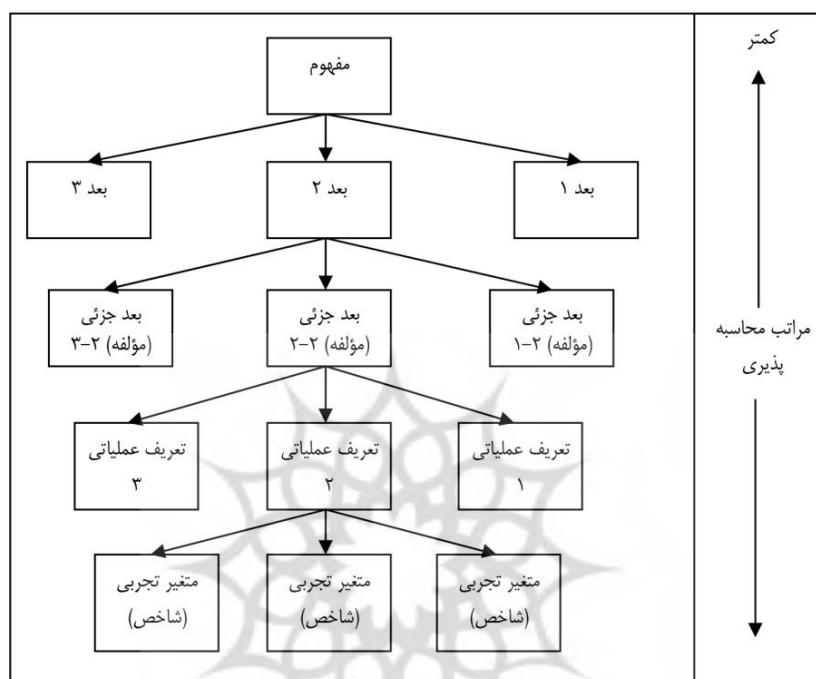 کمتر
مفهوم
بعد ۱
بعد ۲
بعد ۳
بعد جزئی
(مؤلفه) ۲-۱
بعد جزئی
(مؤلفه) ۲-۲
بعد جزئی
(مؤلفه) ۲-۳
مراتب محاسبه
پذیری
تعریف عملیاتی
۱
تعریف عملیاتی
۲
تعریف عملیاتی
۳
متغیر تجربی
(شاخص)
متغیر تجربی
(شاخص)
متغیر تجربی
(شاخص)